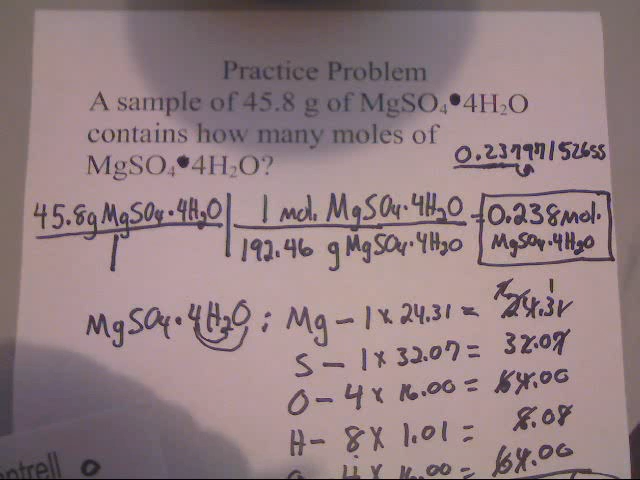 Practice Problem
A sample of 45.8 g of MgSO₄•4H₂O
contains how many moles of
MgSO₄•4H₂O?
0.2379715265
45.8g MgSO₄·4H₂O | 1 mol. MgSO₄·4H₂O = 0.238 mol.
1 | 192.46 g MgSO₄·4H₂O MgSO₄·4H₂O
MgSO₄·4H₂O : Mg – 1 × 24.31 = 24.31
S – 1 × 32.07 = 32.07
O – 4 × 16.00 = 64.00
H – 8 × 1.01 = 8.08
4 × 16.00 = 64.00
ntrell